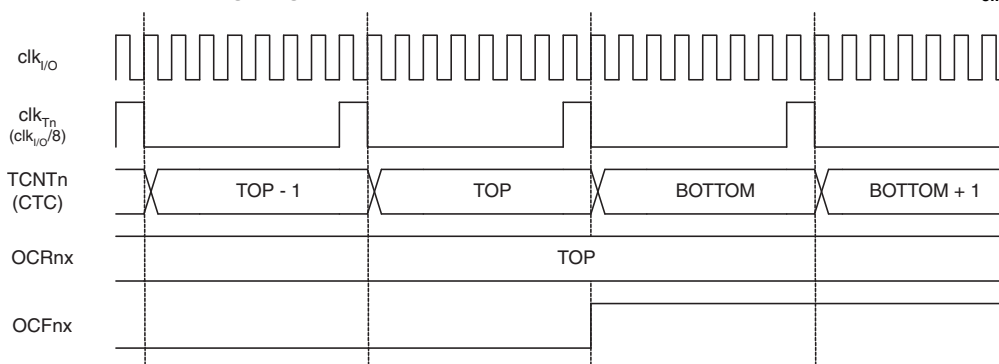 clkI/O
clkTn
(clkI/O/8)
TCNTn
(CTC)
TOP - 1
TOP
BOTTOM
BOTTOM + 1
OCRnx
TOP
OCFnx